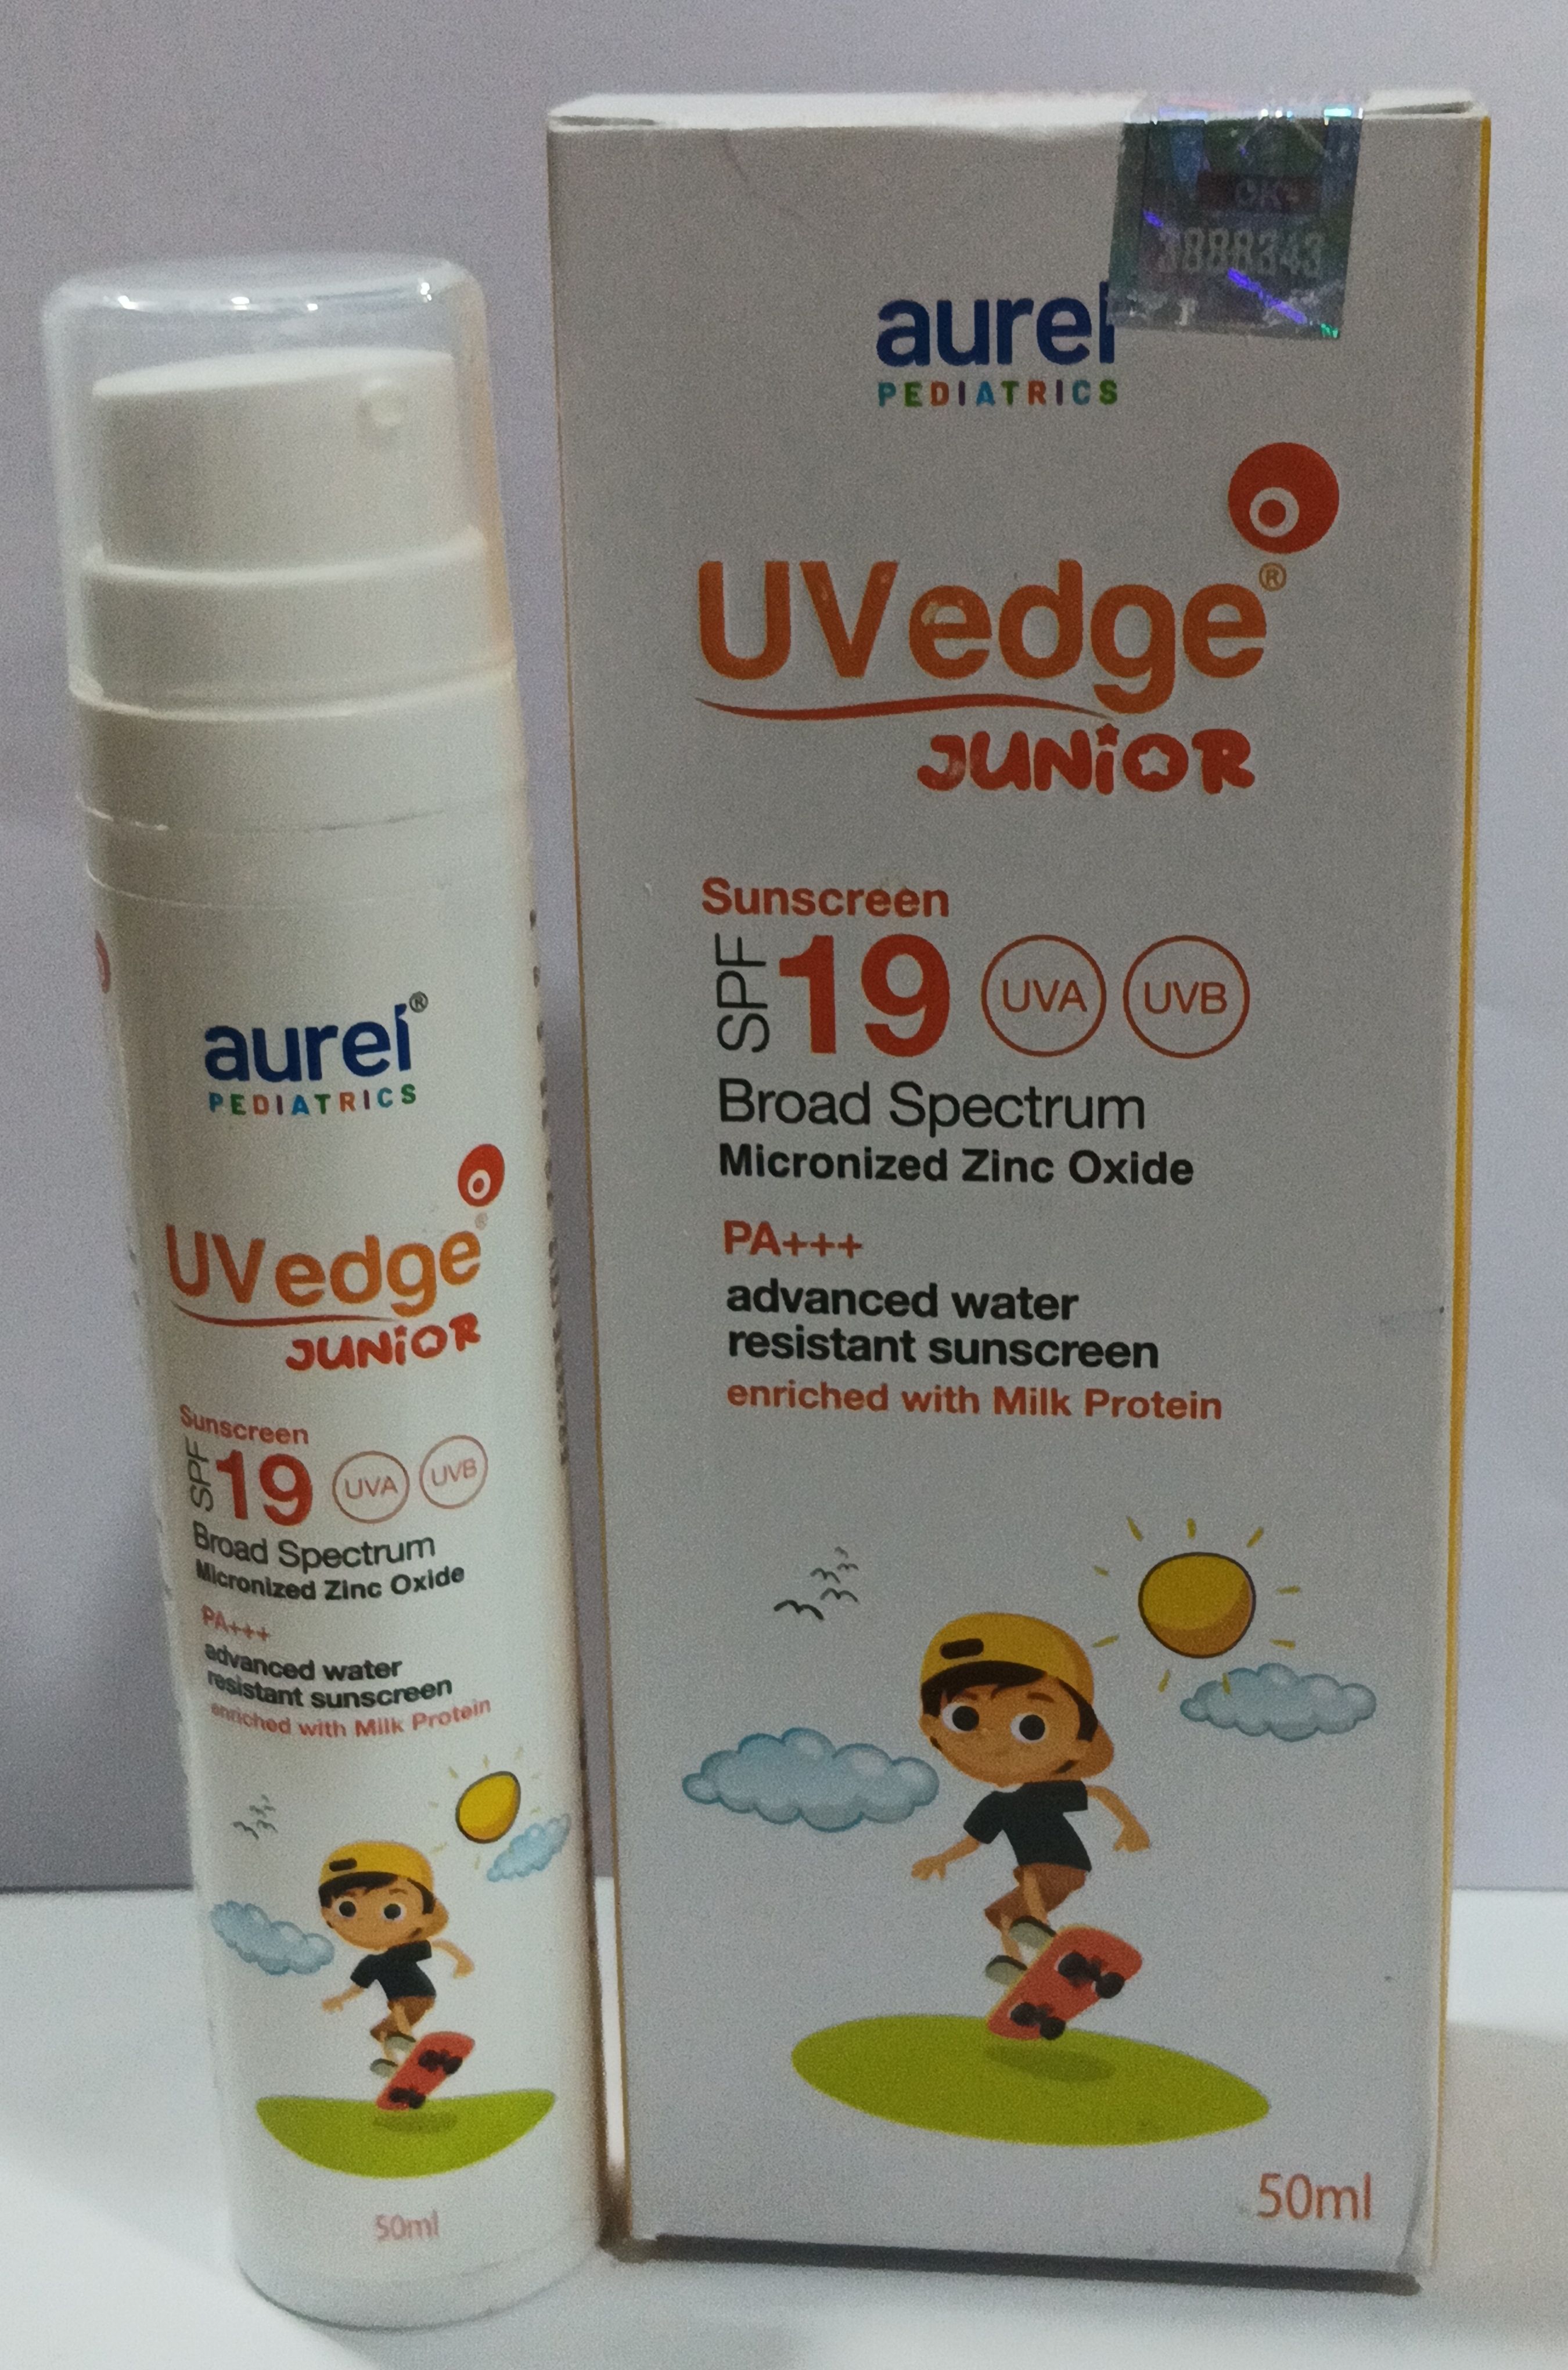 aurel®
PEDIATRICS
UVedge®
JUNiOR
Sunscreen
SPF 19 UVA UVB
Broad Spectrum
Micronized Zinc Oxide
PA+++
advanced water
resistant sunscreen
enriched with Milk Protein
50ml
OK-
3888343
aurel
PEDIATRICS
UVedge®
JUNiOR
Sunscreen
SPF 19 UVA UVB
Broad Spectrum
Micronized Zinc Oxide
PA+++
advanced water
resistant sunscreen
enriched with Milk Protein
50ml